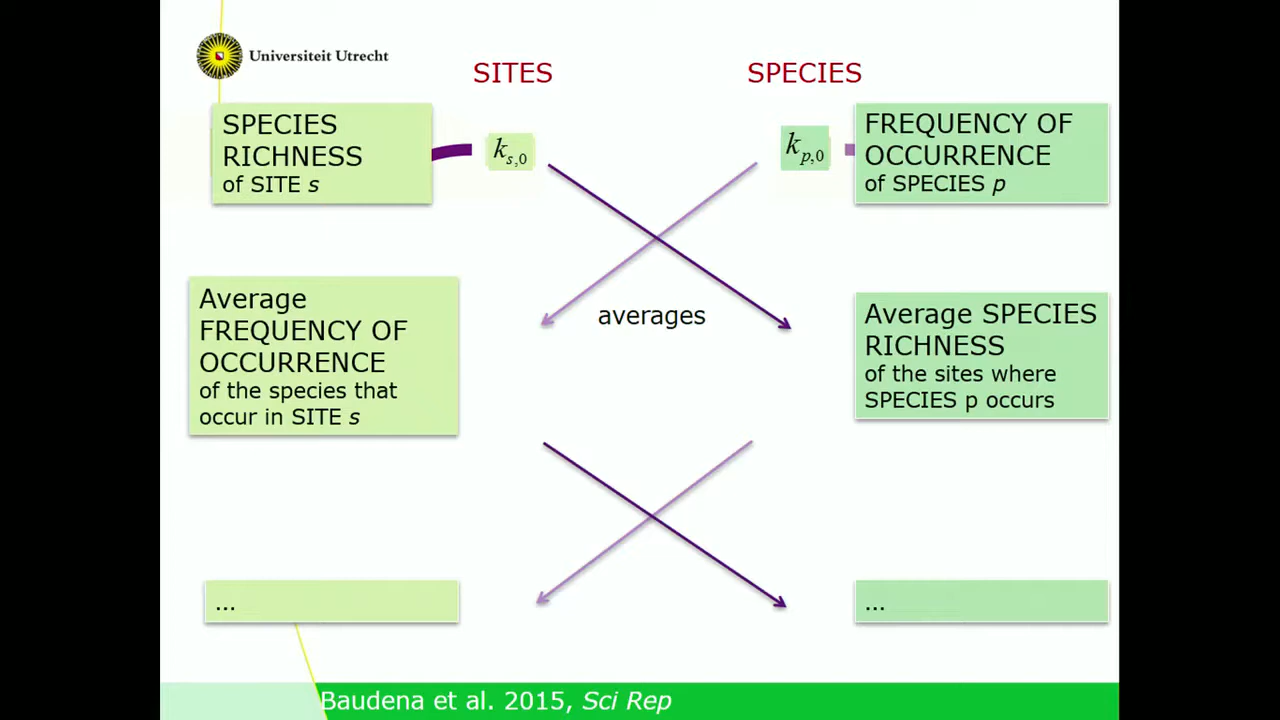 Universiteit Utrecht
SITES
SPECIES
SPECIES
RICHNESS
of SITE s
k_{s,0}
k_{p,0}
FREQUENCY OF
OCCURRENCE
of SPECIES p
Average
FREQUENCY OF
OCCURRENCE
of the species that
occur in SITE s
averages
Average SPECIES
RICHNESS
of the sites where
SPECIES p occurs
...
...
Baudena et al. 2015, Sci Rep